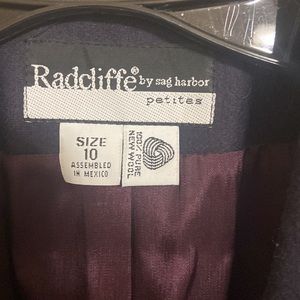 Radcliffe® by sag harbor
petites
SIZE
10
ASSEMBLED
IN MEXICO
100% PURE
NEW WOOL